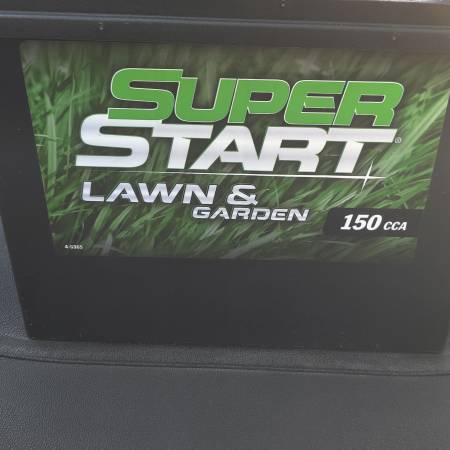 SUPER
START®
LAWN &
GARDEN
150 CCA